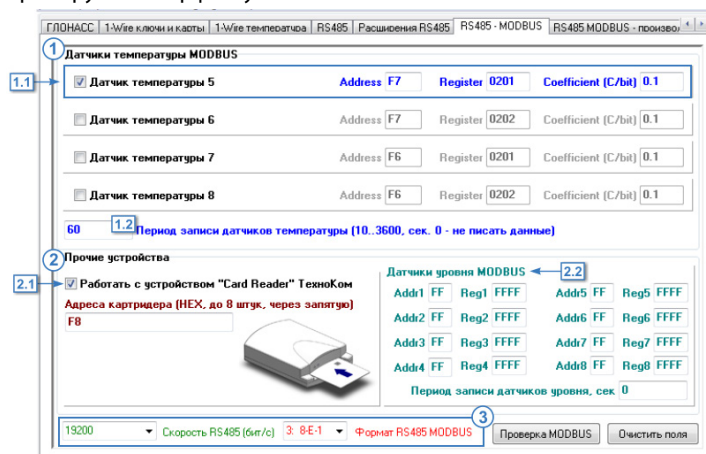 ГЛОНАСС 1-Wire ключи и карты 1-Wire температура RS485 Расширения RS485 RS485 - MODBUS RS485 MODBUS - произво
1 Датчики температуры MODBUS
1.1 Датчик температуры 5 Address F7 Register 0201 Coefficient (C/bit) 0.1
Датчик температуры 6 Address F7 Register 0202 Coefficient (C/bit) 0.1
Датчик температуры 7 Address F6 Register 0201 Coefficient (C/bit) 0.1
Датчик температуры 8 Address F6 Register 0202 Coefficient (C/bit) 0.1
60 1.2 Период записи датчиков температуры (10..3600, сек. 0 - не писать данные)
2 Прочие устройства
Датчики уровня MODBUS 2.2
2.1 Работать с устройством "Card Reader" ТехноКом
Адреса картридера (HEX, до 8 штук, через запятую)
F8
Addr1 FF Reg1 FFFF Addr5 FF Reg5 FFFF
Addr2 FF Reg2 FFFF Addr6 FF Reg6 FFFF
Addr3 FF Reg3 FFFF Addr7 FF Reg7 FFFF
Addr4 FF Reg4 FFFF Addr8 FF Reg8 FFFF
Период записи датчиков уровня, сек 0
3
19200 Скорость RS485 (бит/с) 3: 8-E-1 Формат RS485 MODBUS Проверка MODBUS Очистить поля